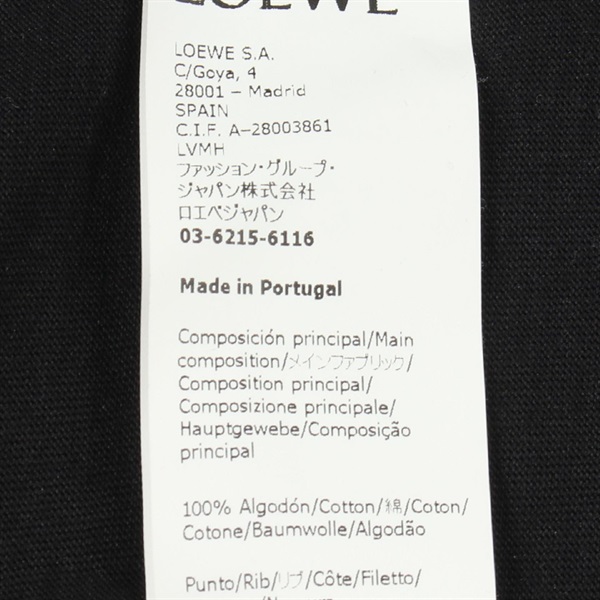 LOEWE
LOEWE S.A.
C/Goya, 4
28001 – Madrid
SPAIN
C.I.F. A-28003861
LVMH
ファッション・グループ・
ジャパン株式会社
ロエベジャパン
03-6215-6116
Made in Portugal
Composición principal/Main
composition/メインファブリック/
Composition principal/
Composizione principale/
Hauptgewebe/Composição
principal
100% Algodón/Cotton/綿/Coton/
Cotone/Baumwolle/Algodão
Punto/Rib/リブ/Côte/Filetto/